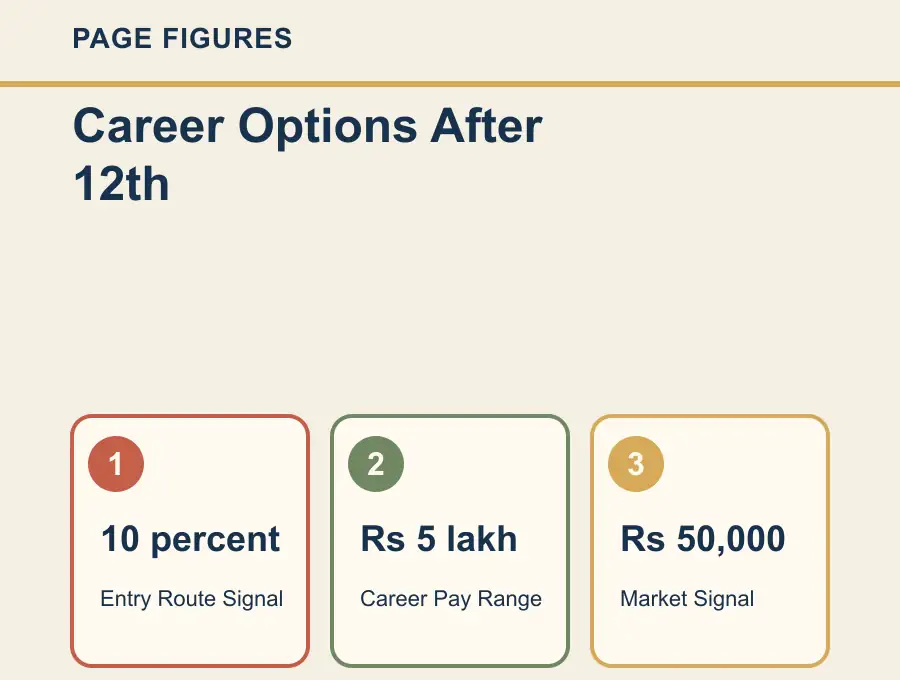 PAGE FIGURES
Career Options After
12th
1
2
3
10 percent
Rs 5 lakh
Rs 50,000
Entry Route Signal
Career Pay Range
Market Signal